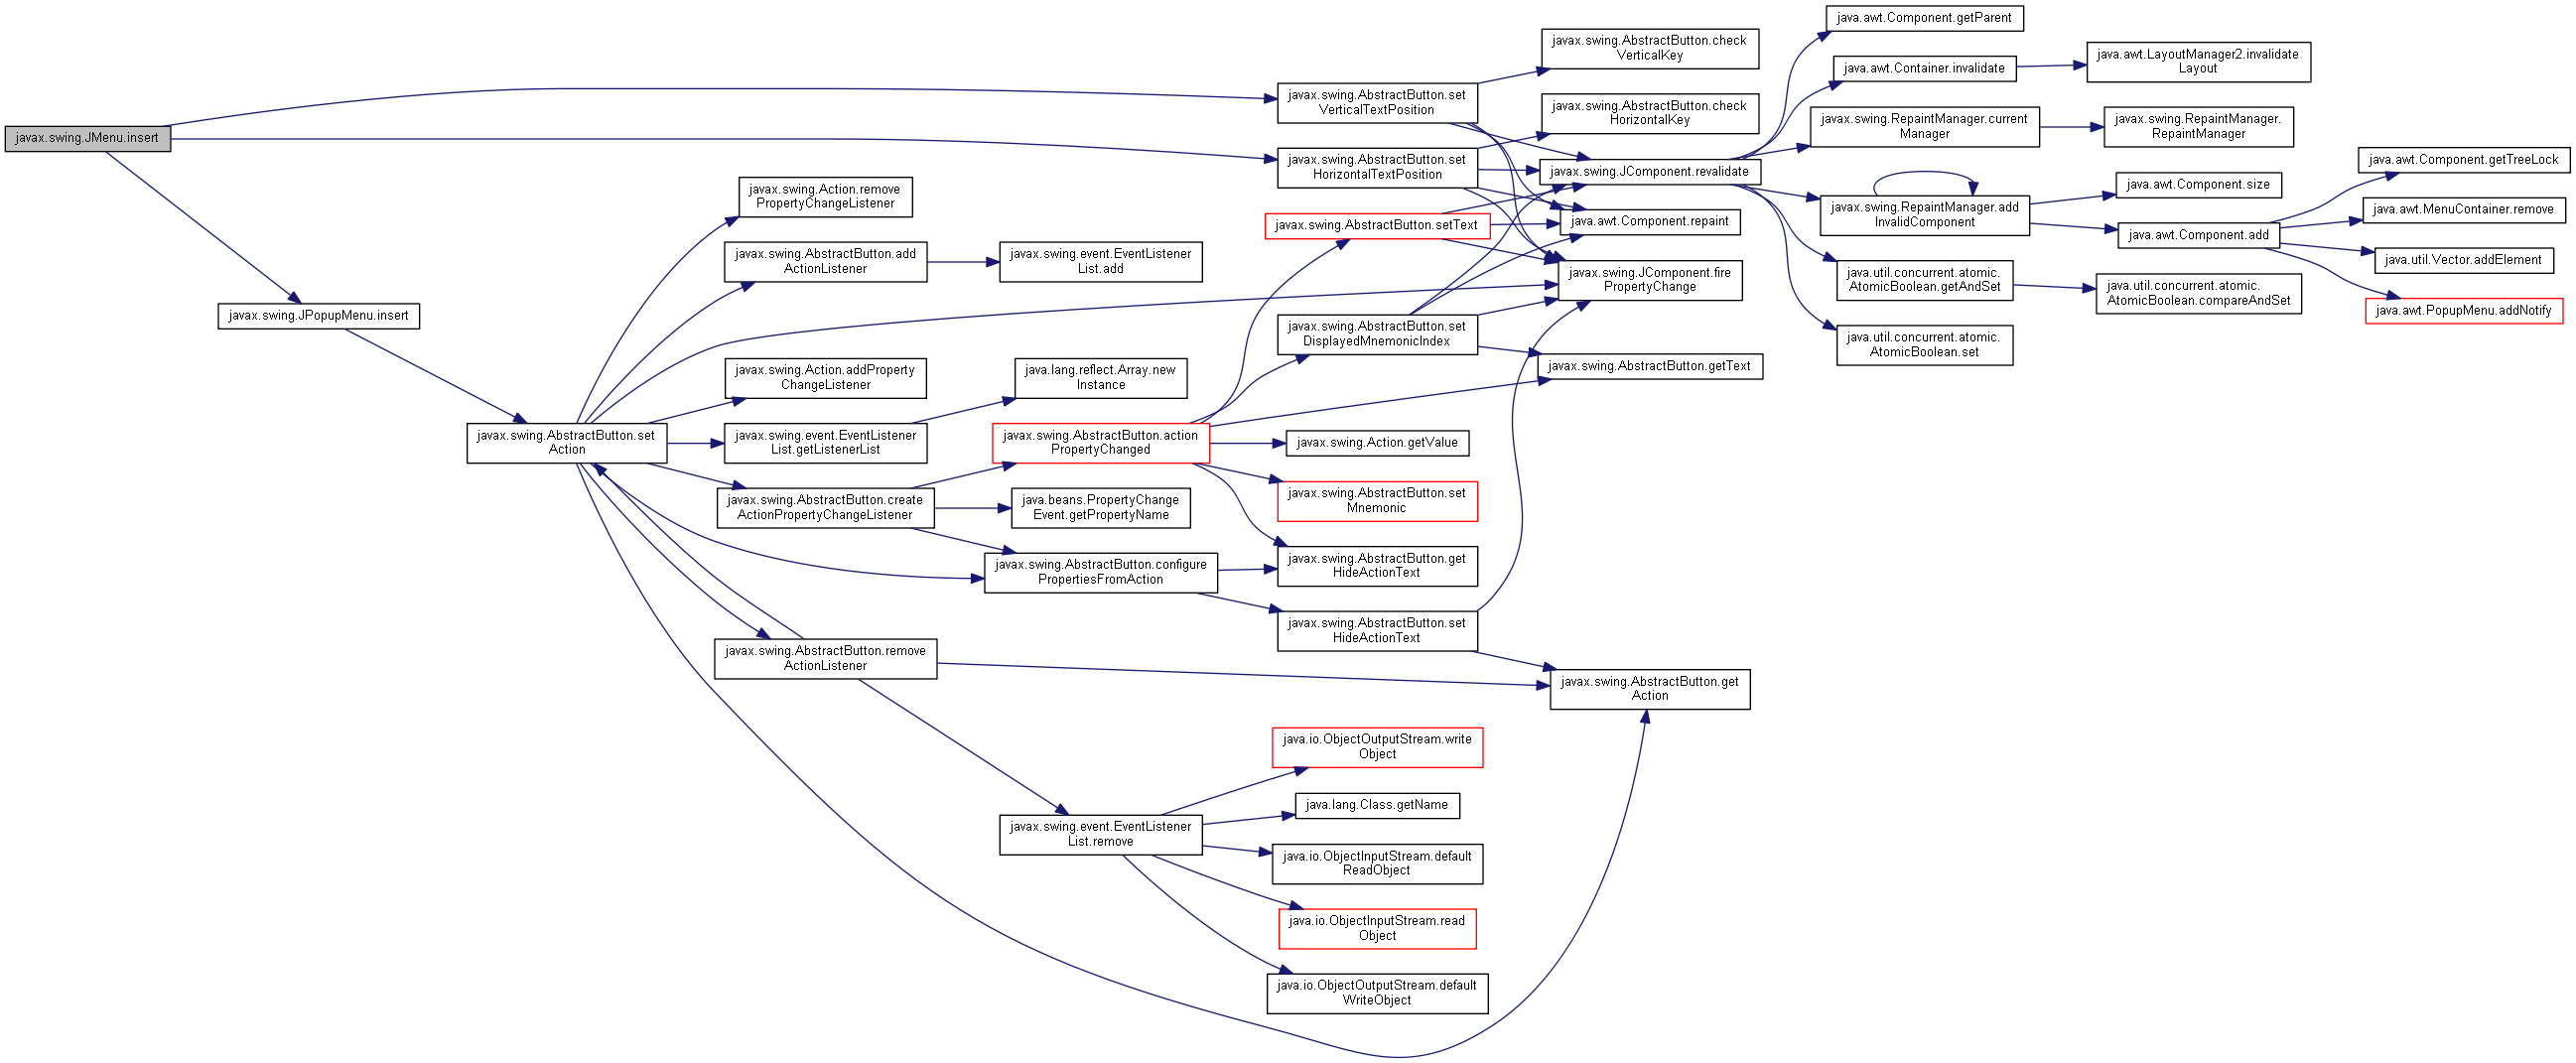 javax.swing.JMenu.insert
javax.swing.JPopupMenu.insert
javax.swing.AbstractButton.set
Action
javax.swing.Action.remove
PropertyChangeListener
javax.swing.AbstractButton.add
ActionListener
javax.swing.Action.addProperty
ChangeListener
javax.swing.event.EventListener
List.getListenerList
javax.swing.AbstractButton.create
ActionPropertyChangeListener
javax.swing.AbstractButton.remove
ActionListener
javax.swing.event.EventListener
List.add
java.lang.reflect.Array.new
Instance
javax.swing.AbstractButton.action
PropertyChanged
java.beans.PropertyChange
Event.getPropertyName
javax.swing.AbstractButton.configure
PropertiesFromAction
javax.swing.event.EventListener
List.remove
javax.swing.AbstractButton.set
VerticalTextPosition
javax.swing.AbstractButton.set
HorizontalTextPosition
javax.swing.AbstractButton.setText
javax.swing.AbstractButton.set
DisplayedMnemonicIndex
javax.swing.Action.getValue
javax.swing.AbstractButton.set
Mnemonic
javax.swing.AbstractButton.get
HideActionText
javax.swing.AbstractButton.set
HideActionText
java.io.ObjectOutputStream.write
Object
java.lang.Class.getName
java.io.ObjectInputStream.default
ReadObject
java.io.ObjectInputStream.read
Object
java.io.ObjectOutputStream.default
WriteObject
javax.swing.AbstractButton.check
VerticalKey
javax.swing.AbstractButton.check
HorizontalKey
javax.swing.JComponent.revalidate
java.awt.Component.repaint
javax.swing.JComponent.fire
PropertyChange
javax.swing.AbstractButton.getText
javax.swing.AbstractButton.get
Action
java.awt.Component.getParent
java.awt.Container.invalidate
javax.swing.RepaintManager.current
Manager
javax.swing.RepaintManager.add
InvalidComponent
java.util.concurrent.atomic.
AtomicBoolean.getAndSet
java.util.concurrent.atomic.
AtomicBoolean.set
java.awt.LayoutManager2.invalidate
Layout
javax.swing.RepaintManager.
RepaintManager
java.awt.Component.size
java.awt.Component.add
java.util.concurrent.atomic.
AtomicBoolean.compareAndSet
java.awt.Component.getTreeLock
java.awt.MenuContainer.remove
java.util.Vector.addElement
java.awt.PopupMenu.addNotify